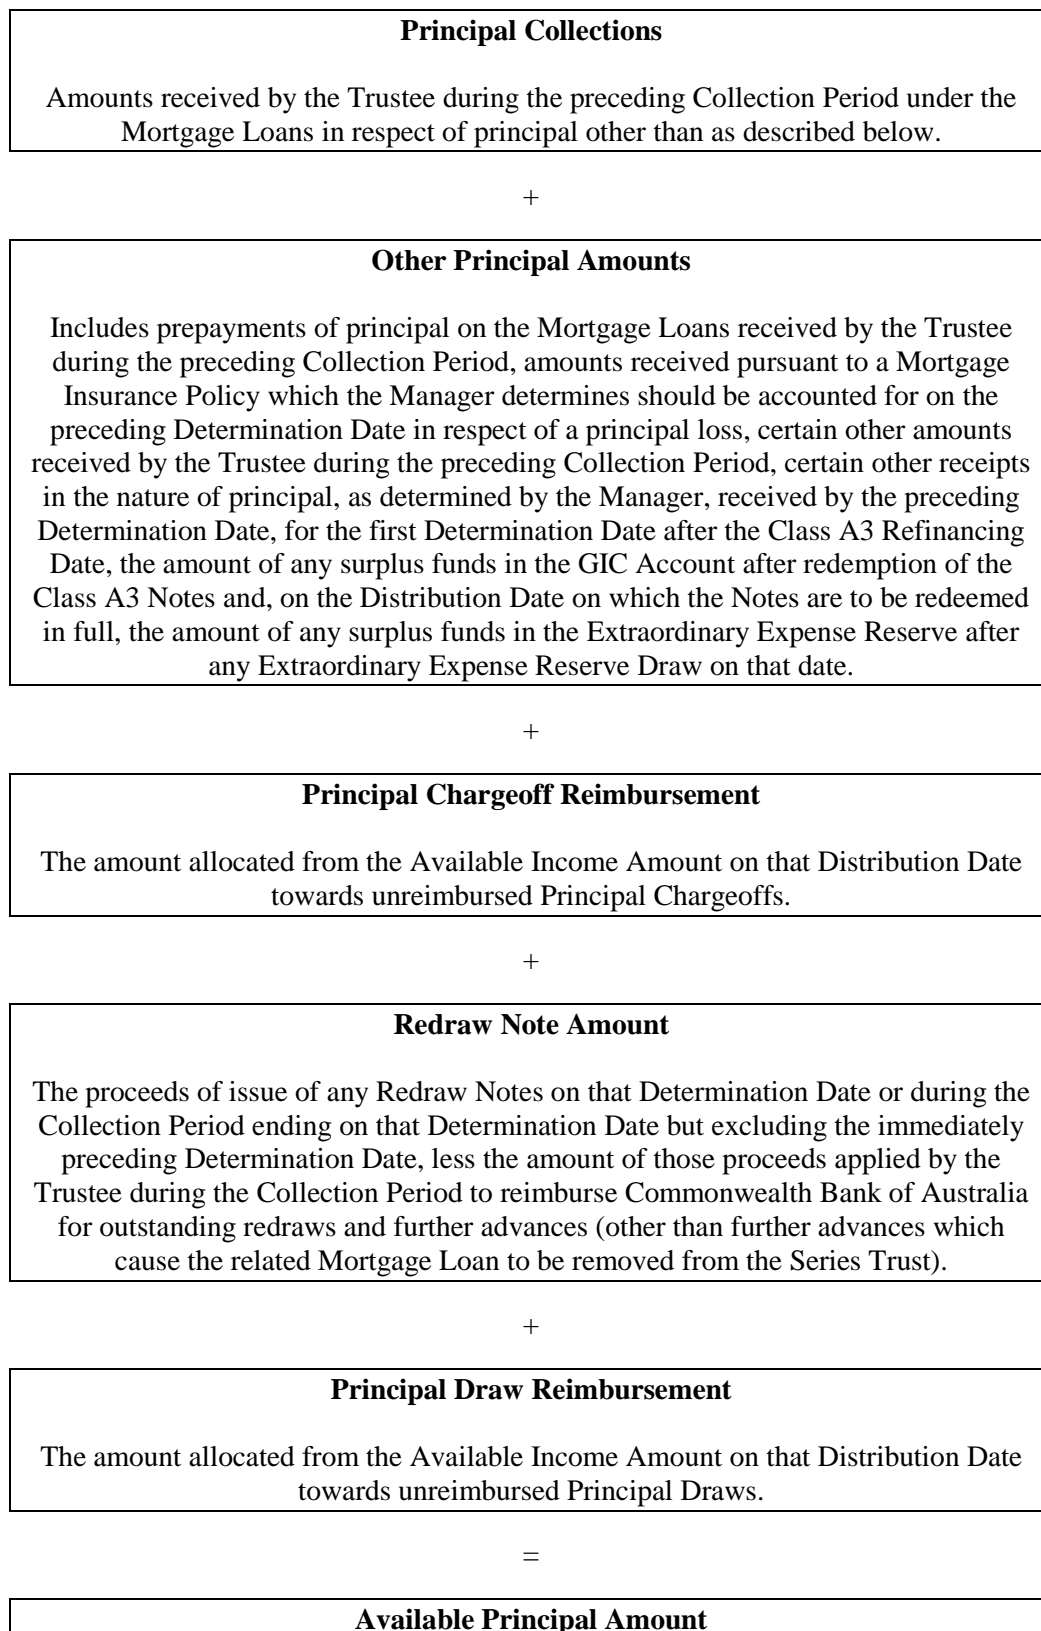 Principal Collections
Amounts received by the Trustee during the preceding Collection Period under the
Mortgage Loans in respect of principal other than as described below.
+
Other Principal Amounts
Includes prepayments of principal on the Mortgage Loans received by the Trustee
during the preceding Collection Period, amounts received pursuant to a Mortgage
Insurance Policy which the Manager determines should be accounted for on the
preceding Determination Date in respect of a principal loss, certain other amounts
received by the Trustee during the preceding Collection Period, certain other receipts
in the nature of principal, as determined by the Manager, received by the preceding
Determination Date, for the first Determination Date after the Class A3 Refinancing
Date, the amount of any surplus funds in the GIC Account after redemption of the
Class A3 Notes and, on the Distribution Date on which the Notes are to be redeemed
in full, the amount of any surplus funds in the Extraordinary Expense Reserve after
any Extraordinary Expense Reserve Draw on that date.
+
Principal Chargeoff Reimbursement
The amount allocated from the Available Income Amount on that Distribution Date
towards unreimbursed Principal Chargeoffs.
+
Redraw Note Amount
The proceeds of issue of any Redraw Notes on that Determination Date or during the
Collection Period ending on that Determination Date but excluding the immediately
preceding Determination Date, less the amount of those proceeds applied by the
Trustee during the Collection Period to reimburse Commonwealth Bank of Australia
for outstanding redraws and further advances (other than further advances which
cause the related Mortgage Loan to be removed from the Series Trust).
+
Principal Draw Reimbursement
The amount allocated from the Available Income Amount on that Distribution Date
towards unreimbursed Principal Draws.
=
Available Principal Amount